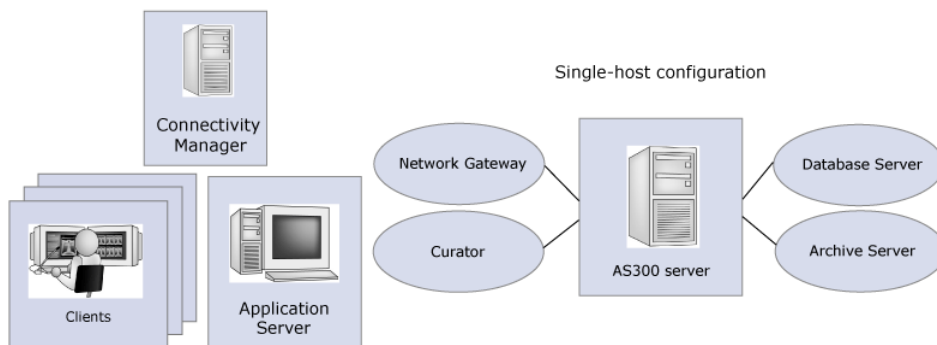 Connectivity
Manager
Clients
Application
Server
Single-host configuration
Network Gateway
Curator
AS300 server
Database Server
Archive Server